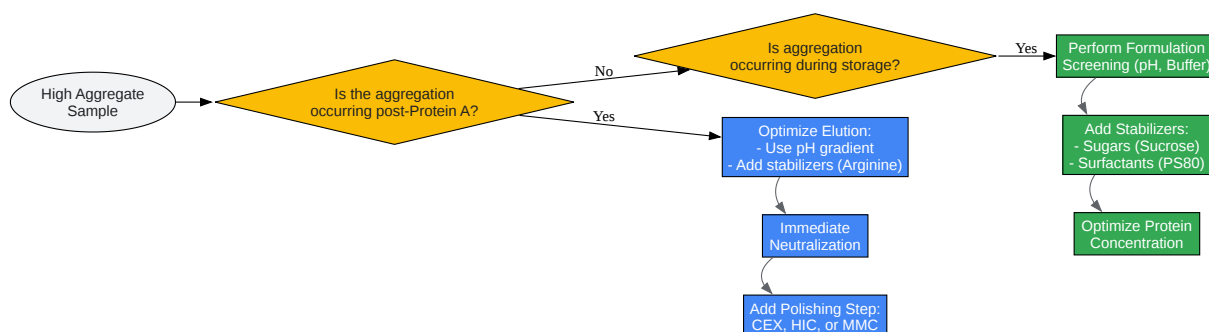 High Aggregate
Sample
Is the aggregation
occurring post-Protein A?
No
Yes
Is aggregation
occurring during storage?
Yes
Perform Formulation
Screening (pH, Buffer)
Add Stabilizers:
- Sugars (Sucrose)
- Surfactants (PS80)
Optimize Protein
Concentration
Optimize Elution:
- Use pH gradient
- Add stabilizers (Arginine)
Immediate
Neutralization
Add Polishing Step:
CEX, HIC, or MMC